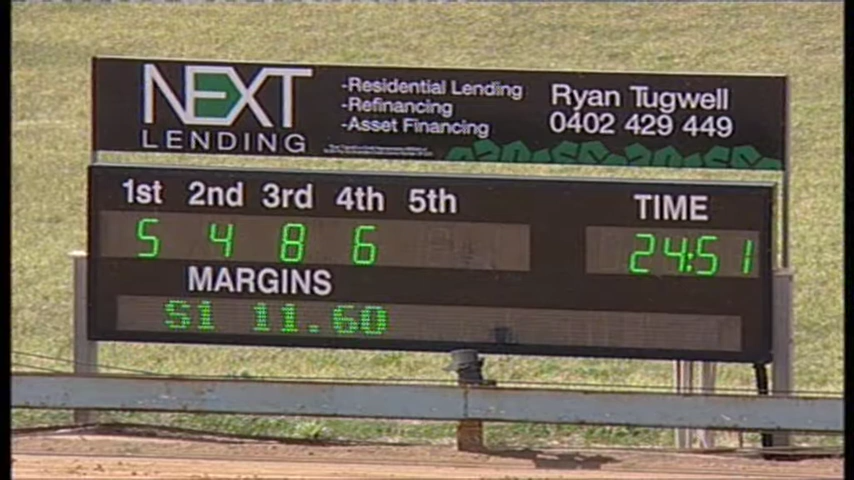 NEXT
LENDING
-Residential Lending
-Refinancing
-Asset Financing
Ryan Tugwell
0402 429 449
1st 2nd 3rd 4th 5th TIME
5 4 8 6 24:51
MARGINS
S1 11.60